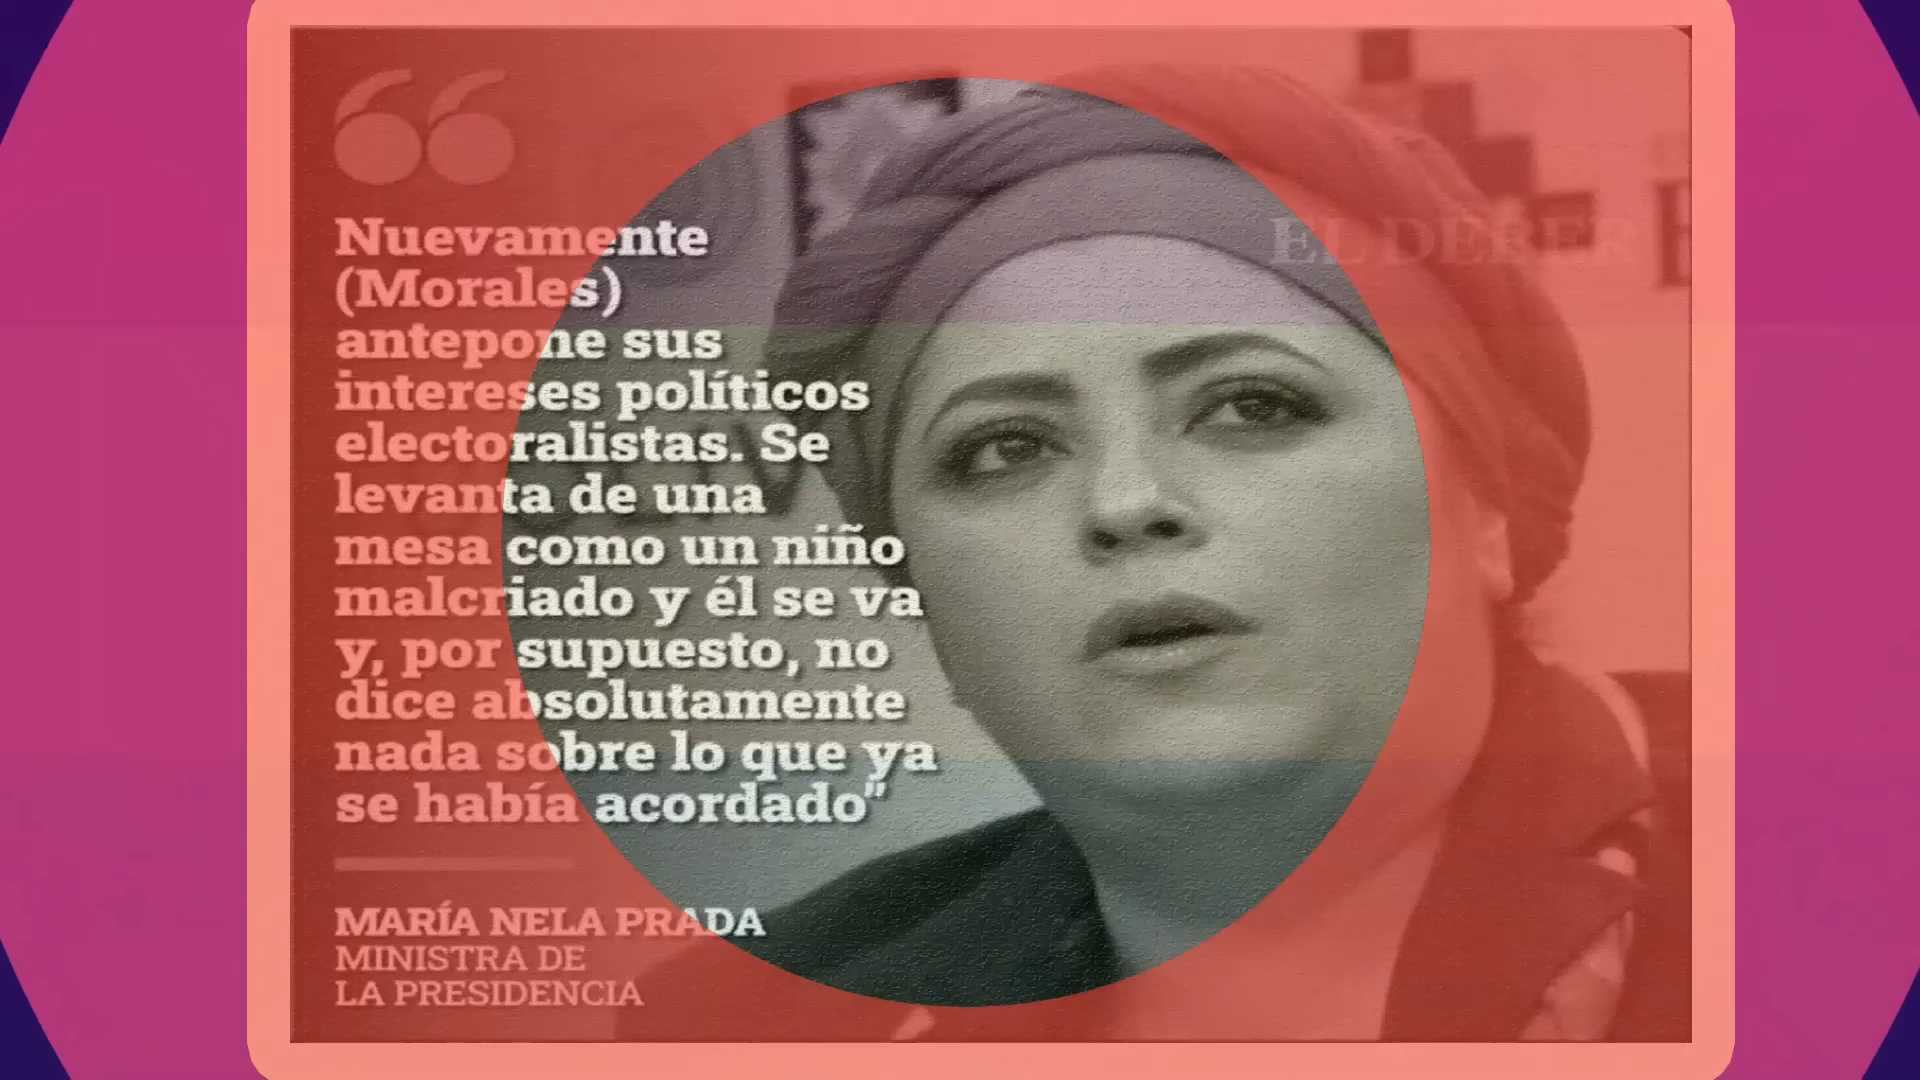 Nuevamente
(Morales)
antepone sus
intereses políticos
electoralistas. Se
levanta de una
mesa como un niño
malcriado y él se va
y, por supuesto, no
dice absolutamente
nada sobre lo que ya
se había acordado"
MARÍA NELA PRADA
MINISTRA DE
LA PRESIDENCIA
EL DEBER